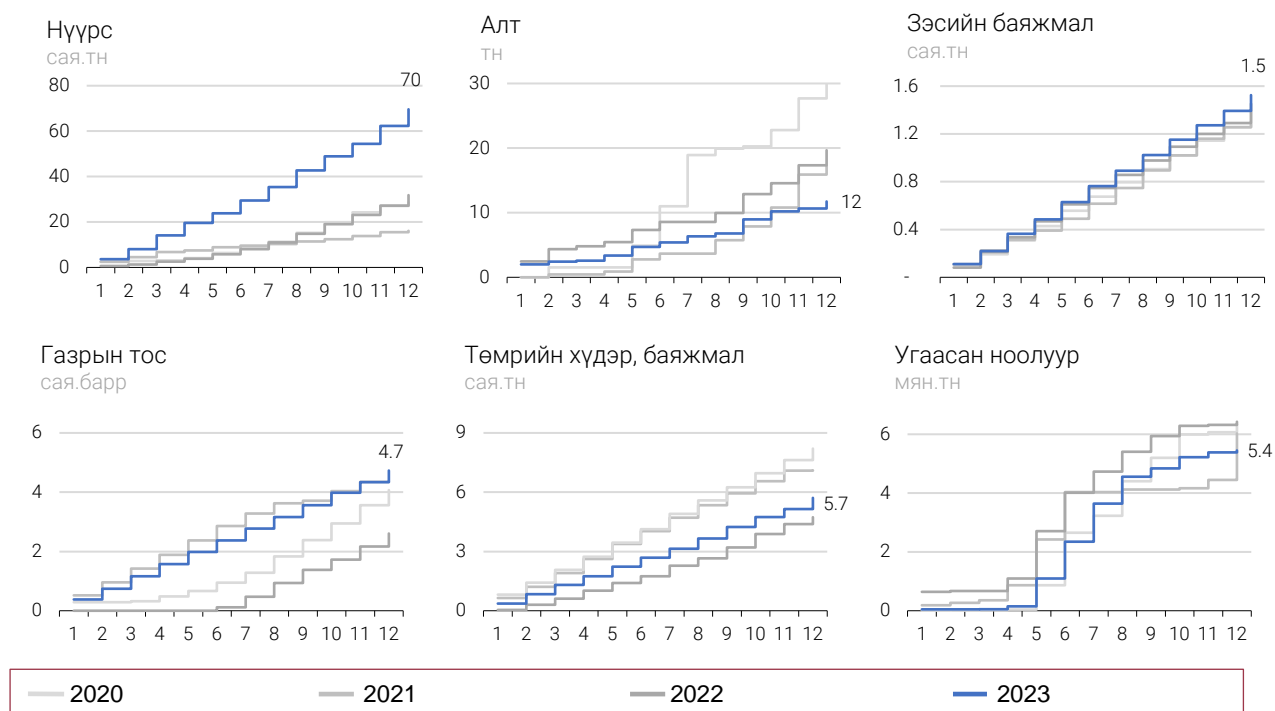 Нүүрс
сая.тн
80
60
40
20
0
70
1 2 3 4 5 6 7 8 9 10 11 12
Алт
тн
30
20
10
0
12
1 2 3 4 5 6 7 8 9 10 11 12
Зэсийн баяжмал
сая.тн
1.5
1.6
1.2
0.8
0.4
-
1 2 3 4 5 6 7 8 9 10 11 12
Газрын тос
сая.барр
6
4
2
0
4.7
1 2 3 4 5 6 7 8 9 10 11 12
Төмрийн хүдэр, баяжмал
сая.тн
9
6
3
0
5.7
1 2 3 4 5 6 7 8 9 10 11 12
Угаасан ноолуур
мян.тн
6
4
2
0
5.4
1 2 3 4 5 6 7 8 9 10 11 12
2020 2021 2022 2023